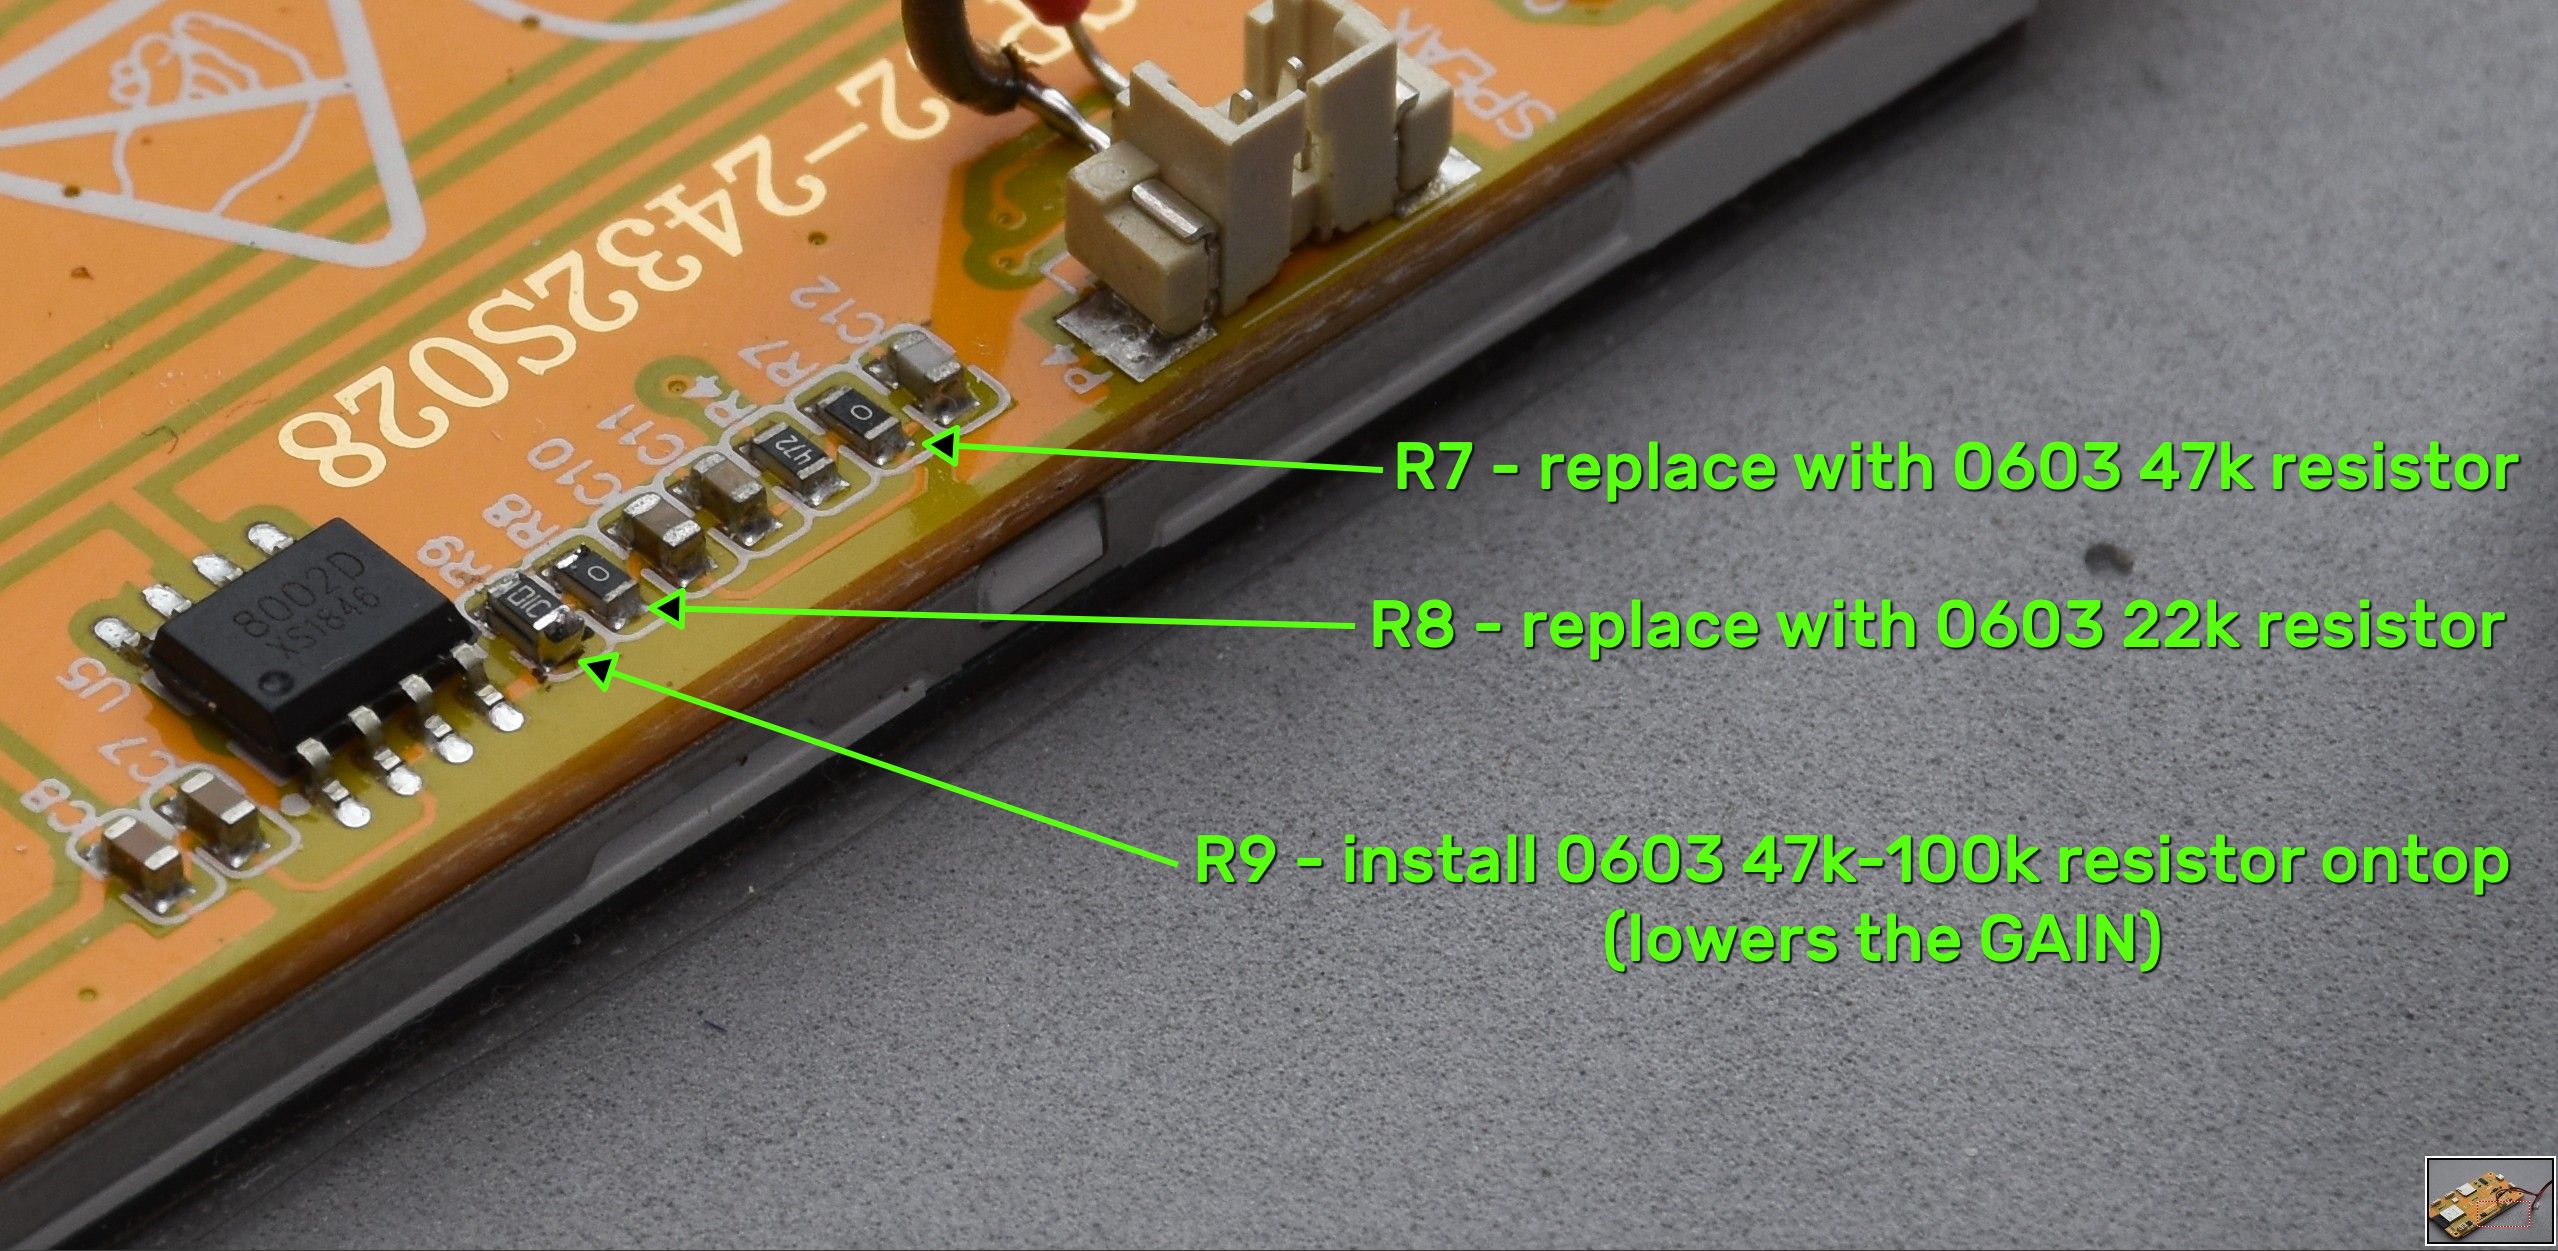 P2-2432S028
SPEAK
P4
C12
R7
0
R4
472
C11
C10
R8
0
R9
8002D
XS1846
U5
C7
C8
R7 - replace with 0603 47k resistor
R8 - replace with 0603 22k resistor
R9 - install 0603 47k-100k resistor ontop
(lowers the GAIN)